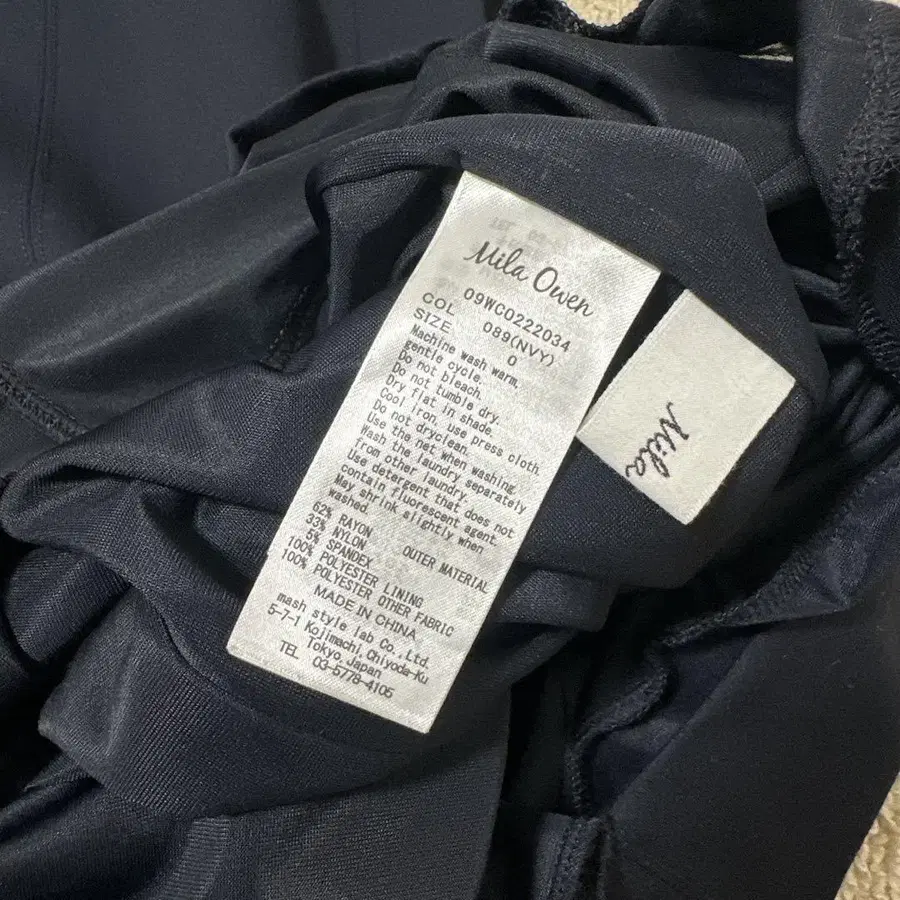 Mila Owen
09WCO222034
COL 089(NVY)
SIZE 0
Machine wash warm,
gentle cycle.
Do not bleach.
Do not tumble dry.
Dry flat in shade.
Cool iron, use press cloth.
Do not dryclean.
Use the net when washing.
Wash the laundry separately
from other laundry.
Use detergent that does not
contain fluorescent agent.
May shrink slightly when
washed.
62% RAYON
33% NYLON OUTER MATERIAL
5% SPANDEX
100% POLYESTER LINING
100% POLYESTER OTHER FABRIC
MADE IN CHINA
mash style lab Co.,Ltd.
5-7-1 Kojimachi,Chiyoda-Ku
Tokyo,Japan
TEL 03-5778-4105
Mila